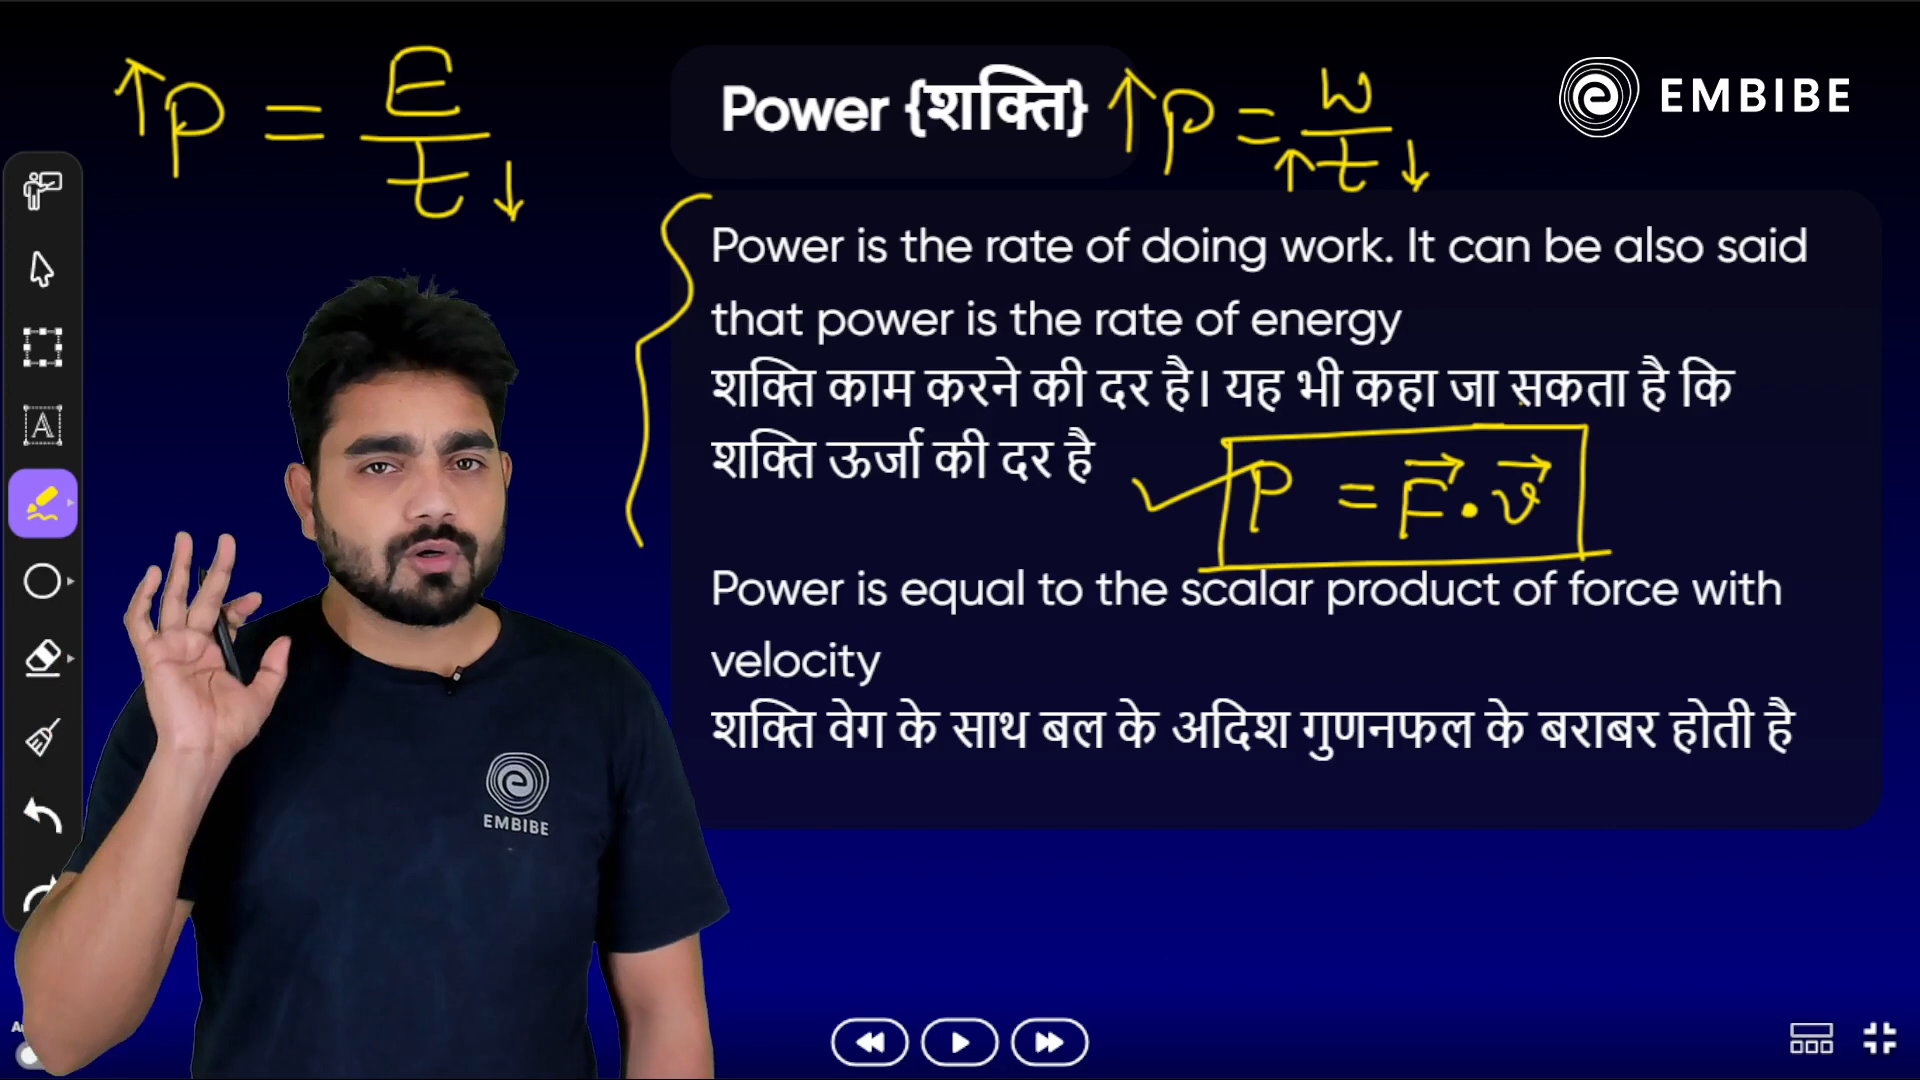 ↑P = E/t↓
Power {शक्ति} ↑P = W/↑t↓
EMBIBE
Power is the rate of doing work. It can be also said
that power is the rate of energy
शक्ति काम करने की दर है। यह भी कहा जा सकता है कि
शक्ति ऊर्जा की दर है
P = F⃗ • v⃗
Power is equal to the scalar product of force with
velocity
शक्ति वेग के साथ बल के अदिश गुणनफल के बराबर होती है
A
EMBIBE